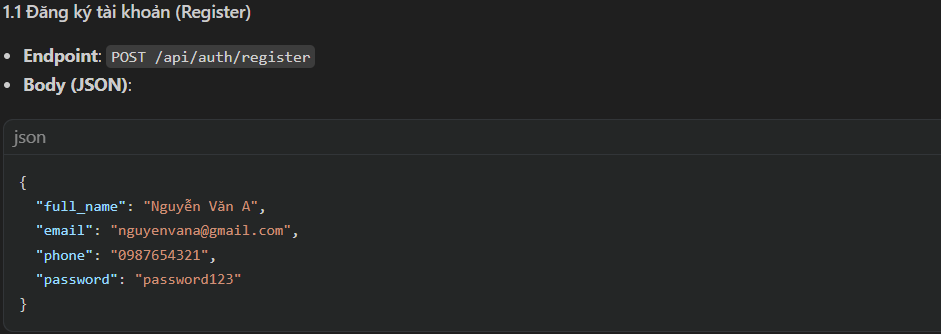 1.1 Đăng ký tài khoản (Register)
• Endpoint: POST /api/auth/register
• Body (JSON):
json
{
  "full_name": "Nguyễn Văn A",
  "email": "nguyenvana@gmail.com",
  "phone": "0987654321",
  "password": "password123"
}